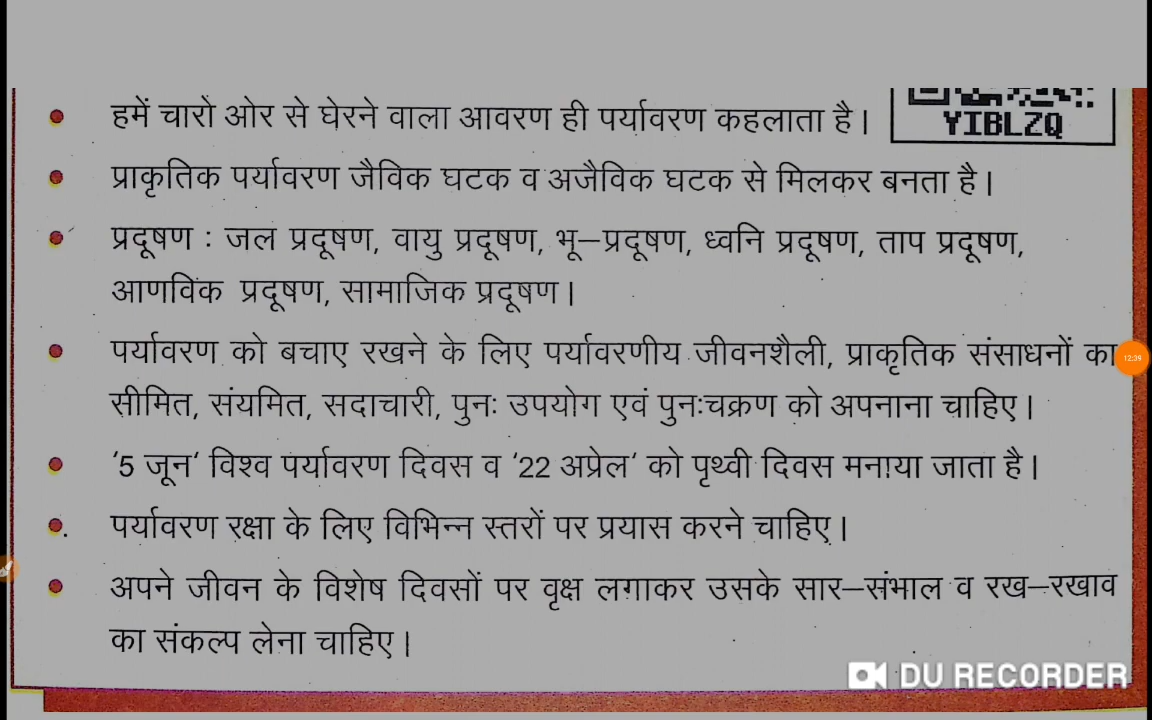 YIBLZQ
• हमें चारों ओर से घेरने वाला आवरण ही पर्यावरण कहलाता है।
• प्राकृतिक पर्यावरण जैविक घटक व अजैविक घटक से मिलकर बनता है।
• प्रदूषण : जल प्रदूषण, वायु प्रदूषण, भू–प्रदूषण, ध्वनि प्रदूषण, ताप प्रदूषण,
आणविक प्रदूषण, सामाजिक प्रदूषण।
• पर्यावरण को बचाए रखने के लिए पर्यावरणीय जीवनशैली, प्राकृतिक संसाधनों का
12:39
सीमित, संयमित, सदाचारी, पुनः उपयोग एवं पुनःचक्रण को अपनाना चाहिए।
• ‘5 जून’ विश्व पर्यावरण दिवस व ‘22 अप्रेल’ को पृथ्वी दिवस मनाया जाता है।
• पर्यावरण रक्षा के लिए विभिन्न स्तरों पर प्रयास करने चाहिए।
• अपने जीवन के विशेष दिवसों पर वृक्ष लगाकर उसके सार–संभाल व रख–रखाव
का संकल्प लेना चाहिए।
DU RECORDER